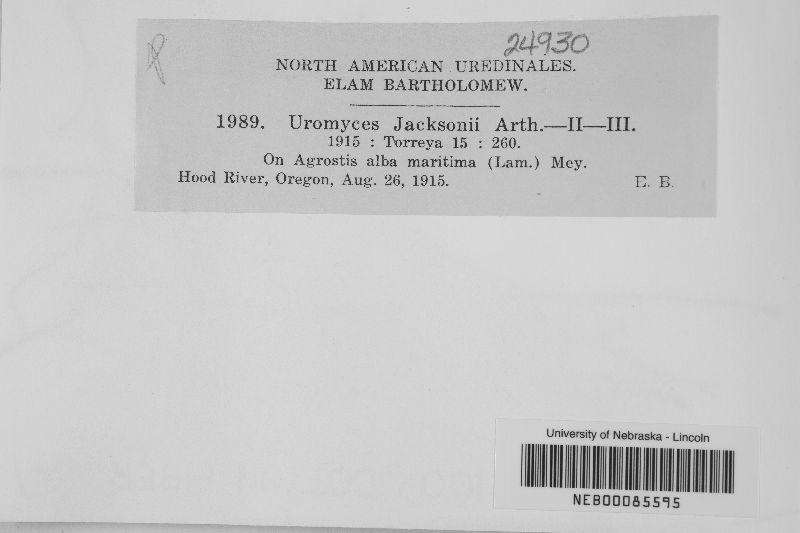 24930
NORTH AMERICAN UREDINALES.
ELAM BARTHOLOMEW.
1989. Uromyces Jacksonii Arth.—II—III.
1915 : Torreya 15 : 260.
On Agrostis alba maritima (Lam.) Mey.
Hood River, Oregon, Aug. 26, 1915. E. B.
University of Nebraska - Lincoln
NEB00085595